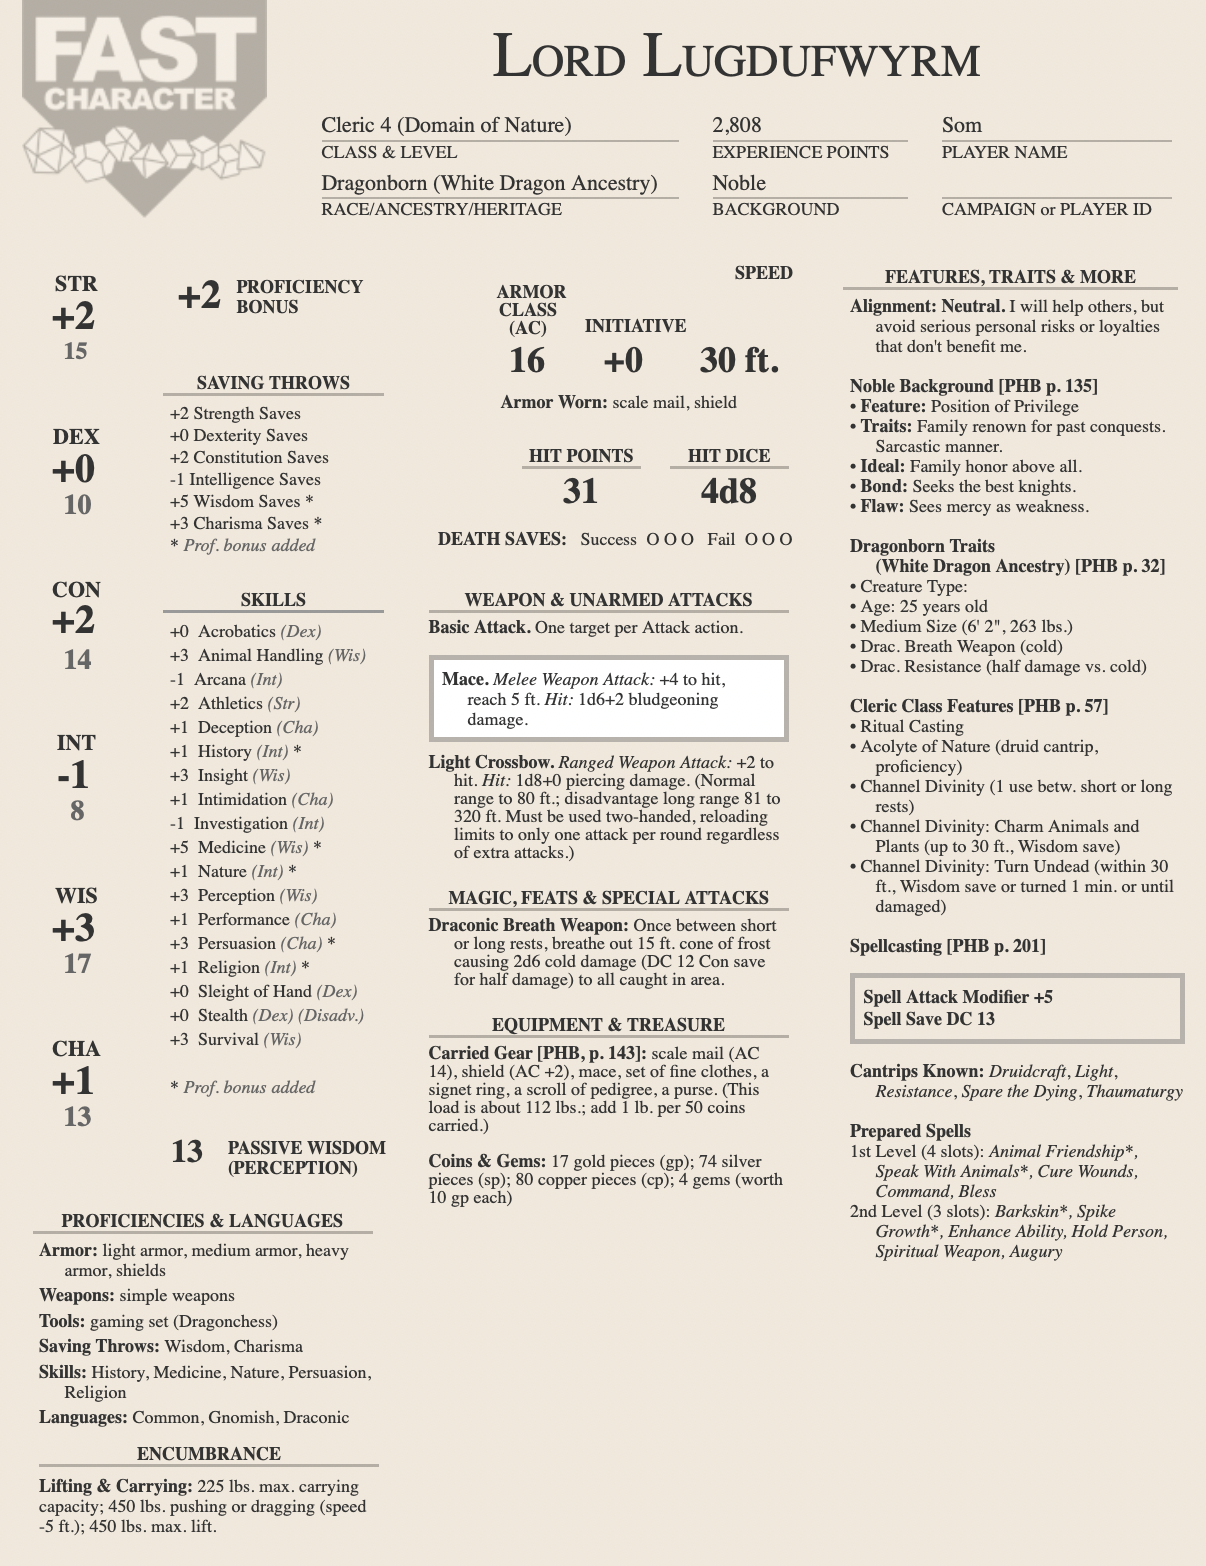 FAST
CHARACTER
Lord Lugdufwyrm
Cleric 4 (Domain of Nature)
CLASS & LEVEL
2,808
EXPERIENCE POINTS
Som
PLAYER NAME
Dragonborn (White Dragon Ancestry)
RACE/ANCESTRY/HERITAGE
Noble
BACKGROUND
CAMPAIGN or PLAYER ID
STR
+2
15
DEX
+0
10
CON
+2
14
INT
-1
8
WIS
+3
17
CHA
+1
13
+2 PROFICIENCY
BONUS
SAVING THROWS
+2 Strength Saves
+0 Dexterity Saves
+2 Constitution Saves
-1 Intelligence Saves
+5 Wisdom Saves *
+3 Charisma Saves *
* Prof. bonus added
SKILLS
+0 Acrobatics (Dex)
+3 Animal Handling (Wis)
-1 Arcana (Int)
+2 Athletics (Str)
+1 Deception (Cha)
+1 History (Int) *
+3 Insight (Wis)
+1 Intimidation (Cha)
-1 Investigation (Int)
+5 Medicine (Wis) *
+1 Nature (Int) *
+3 Perception (Wis)
+1 Performance (Cha)
+3 Persuasion (Cha) *
+1 Religion (Int) *
+0 Sleight of Hand (Dex)
+0 Stealth (Dex) (Disadv.)
+3 Survival (Wis)
* Prof. bonus added
13 PASSIVE WISDOM
(PERCEPTION)
PROFICIENCIES & LANGUAGES
Armor: light armor, medium armor, heavy
armor, shields
Weapons: simple weapons
Tools: gaming set (Dragonchess)
Saving Throws: Wisdom, Charisma
Skills: History, Medicine, Nature, Persuasion,
Religion
Languages: Common, Gnomish, Draconic
ENCUMBRANCE
Lifting & Carrying: 225 lbs. max. carrying
capacity; 450 lbs. pushing or dragging (speed
-5 ft.); 450 lbs. max. lift.
ARMOR
CLASS
(AC)
16
INITIATIVE
+0
SPEED
30 ft.
Armor Worn: scale mail, shield
HIT POINTS
31
HIT DICE
4d8
DEATH SAVES: Success O O O Fail O O O
WEAPON & UNARMED ATTACKS
Basic Attack. One target per Attack action.
Mace. Melee Weapon Attack: +4 to hit,
reach 5 ft. Hit: 1d6+2 bludgeoning
damage.
Light Crossbow. Ranged Weapon Attack: +2 to
hit. Hit: 1d8+0 piercing damage. (Normal
range to 80 ft.; disadvantage long range 81 to
320 ft. Must be used two-handed, reloading
limits to only one attack per round regardless
of extra attacks.)
MAGIC, FEATS & SPECIAL ATTACKS
Draconic Breath Weapon: Once between short
or long rests, breathe out 15 ft. cone of frost
causing 2d6 cold damage (DC 12 Con save
for half damage) to all caught in area.
EQUIPMENT & TREASURE
Carried Gear [PHB, p. 143]: scale mail (AC
14), shield (AC +2), mace, set of fine clothes, a
signet ring, a scroll of pedigree, a purse. (This
load is about 112 lbs.; add 1 lb. per 50 coins
carried.)
Coins & Gems: 17 gold pieces (gp); 74 silver
pieces (sp); 80 copper pieces (cp); 4 gems (worth
10 gp each)
FEATURES, TRAITS & MORE
Alignment: Neutral. I will help others, but
avoid serious personal risks or loyalties
that don't benefit me.
Noble Background [PHB p. 135]
• Feature: Position of Privilege
• Traits: Family renown for past conquests.
Sarcastic manner.
• Ideal: Family honor above all.
• Bond: Seeks the best knights.
• Flaw: Sees mercy as weakness.
Dragonborn Traits
(White Dragon Ancestry) [PHB p. 32]
• Creature Type:
• Age: 25 years old
• Medium Size (6' 2", 263 lbs.)
• Drac. Breath Weapon (cold)
• Drac. Resistance (half damage vs. cold)
Cleric Class Features [PHB p. 57]
• Ritual Casting
• Acolyte of Nature (druid cantrip,
proficiency)
• Channel Divinity (1 use betw. short or long
rests)
• Channel Divinity: Charm Animals and
Plants (up to 30 ft., Wisdom save)
• Channel Divinity: Turn Undead (within 30
ft., Wisdom save or turned 1 min. or until
damaged)
Spellcasting [PHB p. 201]
Spell Attack Modifier +5
Spell Save DC 13
Cantrips Known: Druidcraft, Light,
Resistance, Spare the Dying, Thaumaturgy
Prepared Spells
1st Level (4 slots): Animal Friendship*,
Speak With Animals*, Cure Wounds,
Command, Bless
2nd Level (3 slots): Barkskin*, Spike
Growth*, Enhance Ability, Hold Person,
Spiritual Weapon, Augury